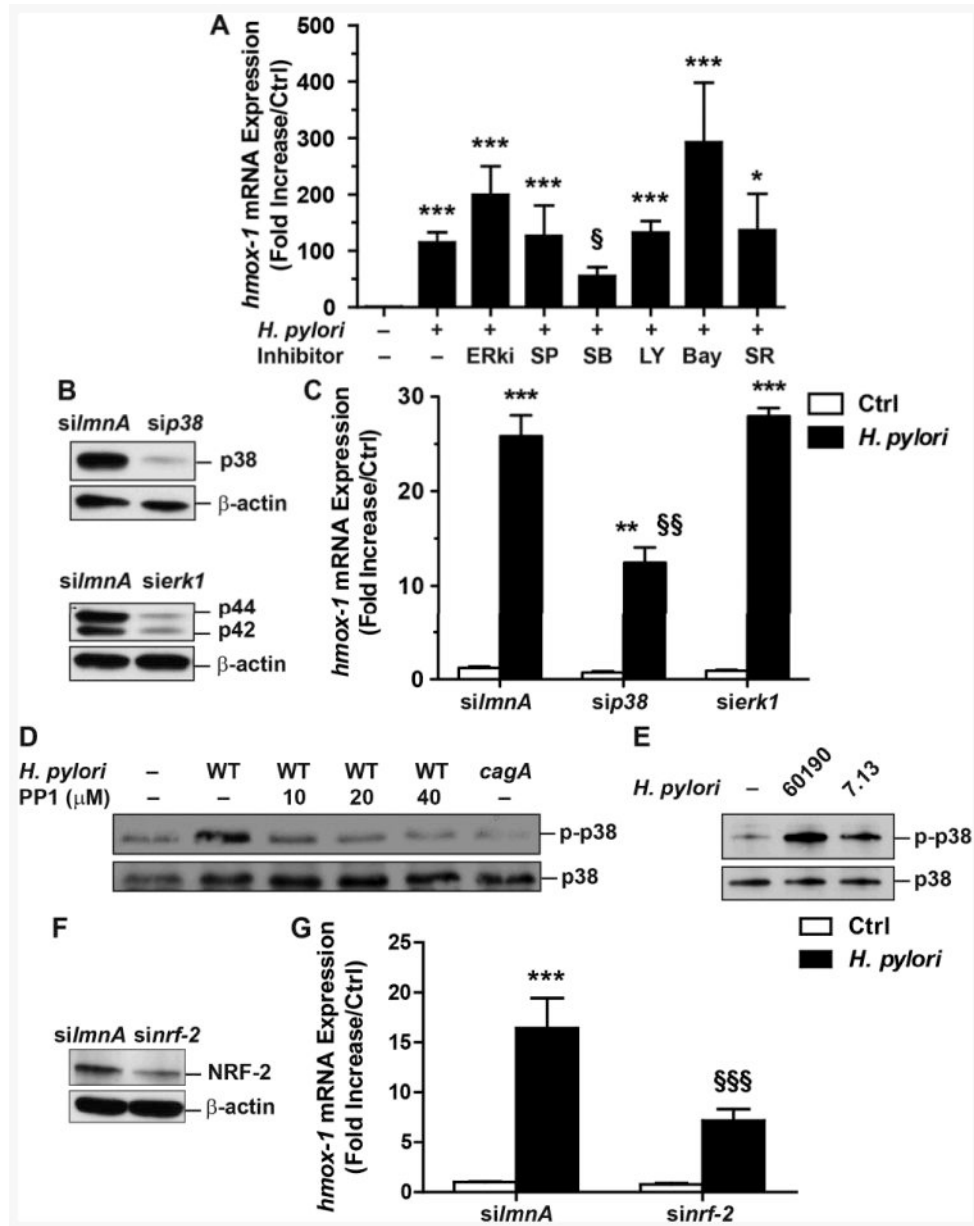 A
hmox-1 mRNA Expression
(Fold Increase/Ctrl)
500
400
300
200
100
0
***
***
***
§
***
***
*
H. pylori – + + + + + + +
Inhibitor – – ERki SP SB LY Bay SR
B
silmnA sip38
p38
β-actin
silmnA sierk1
p44
p42
β-actin
C
hmox-1 mRNA Expression
(Fold Increase/Ctrl)
30
20
10
0
***
** §§
***
Ctrl
H. pylori
silmnA sip38 sierk1
D
H. pylori – WT WT WT WT cagA
PP1 (μM) – – 10 20 40 –
p-p38
p38
E
H. pylori – 60190 7.13
p-p38
p38
F
silmnA sinrf-2
NRF-2
β-actin
G
hmox-1 mRNA Expression
(Fold Increase/Ctrl)
25
20
15
10
5
0
***
§§§
Ctrl
H. pylori
silmnA sinrf-2